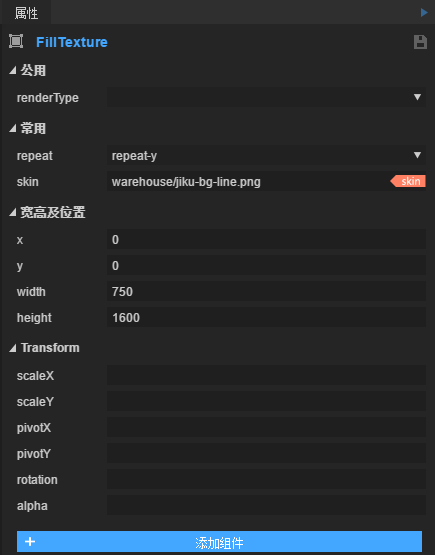 属性
FillTexture
公用
renderType
常用
repeat repeat-y
skin warehouse/jiku-bg-line.png skin
宽高及位置
x 0
y 0
width 750
height 1600
Transform
scaleX
scaleY
pivotX
pivotY
rotation
alpha
+ 添加组件